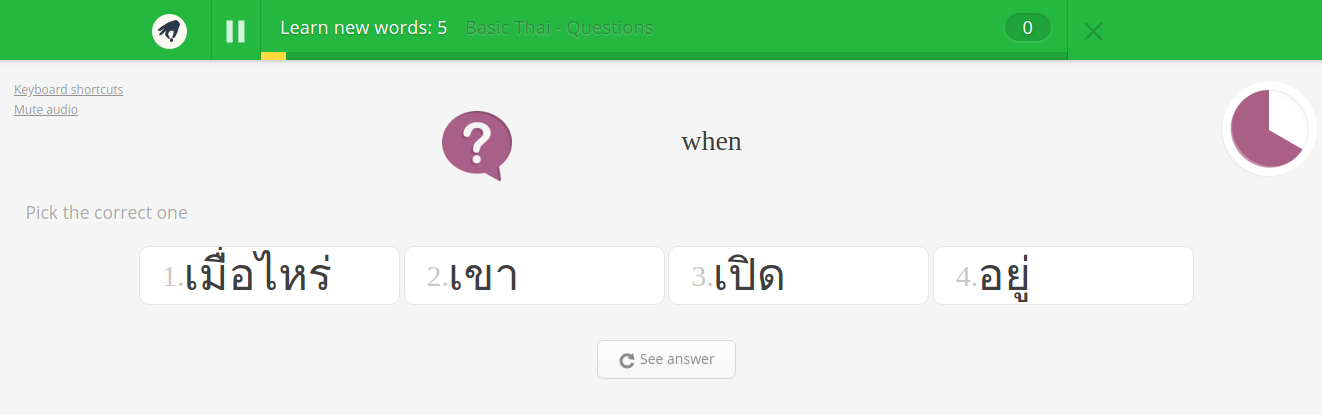 Learn new words: 5 Basic Thai - Questions 0
Keyboard shortcuts
Mute audio
when
Pick the correct one
1.เมื่อไหร่ 2.เขา 3.เปิด 4.อยู่
See answer